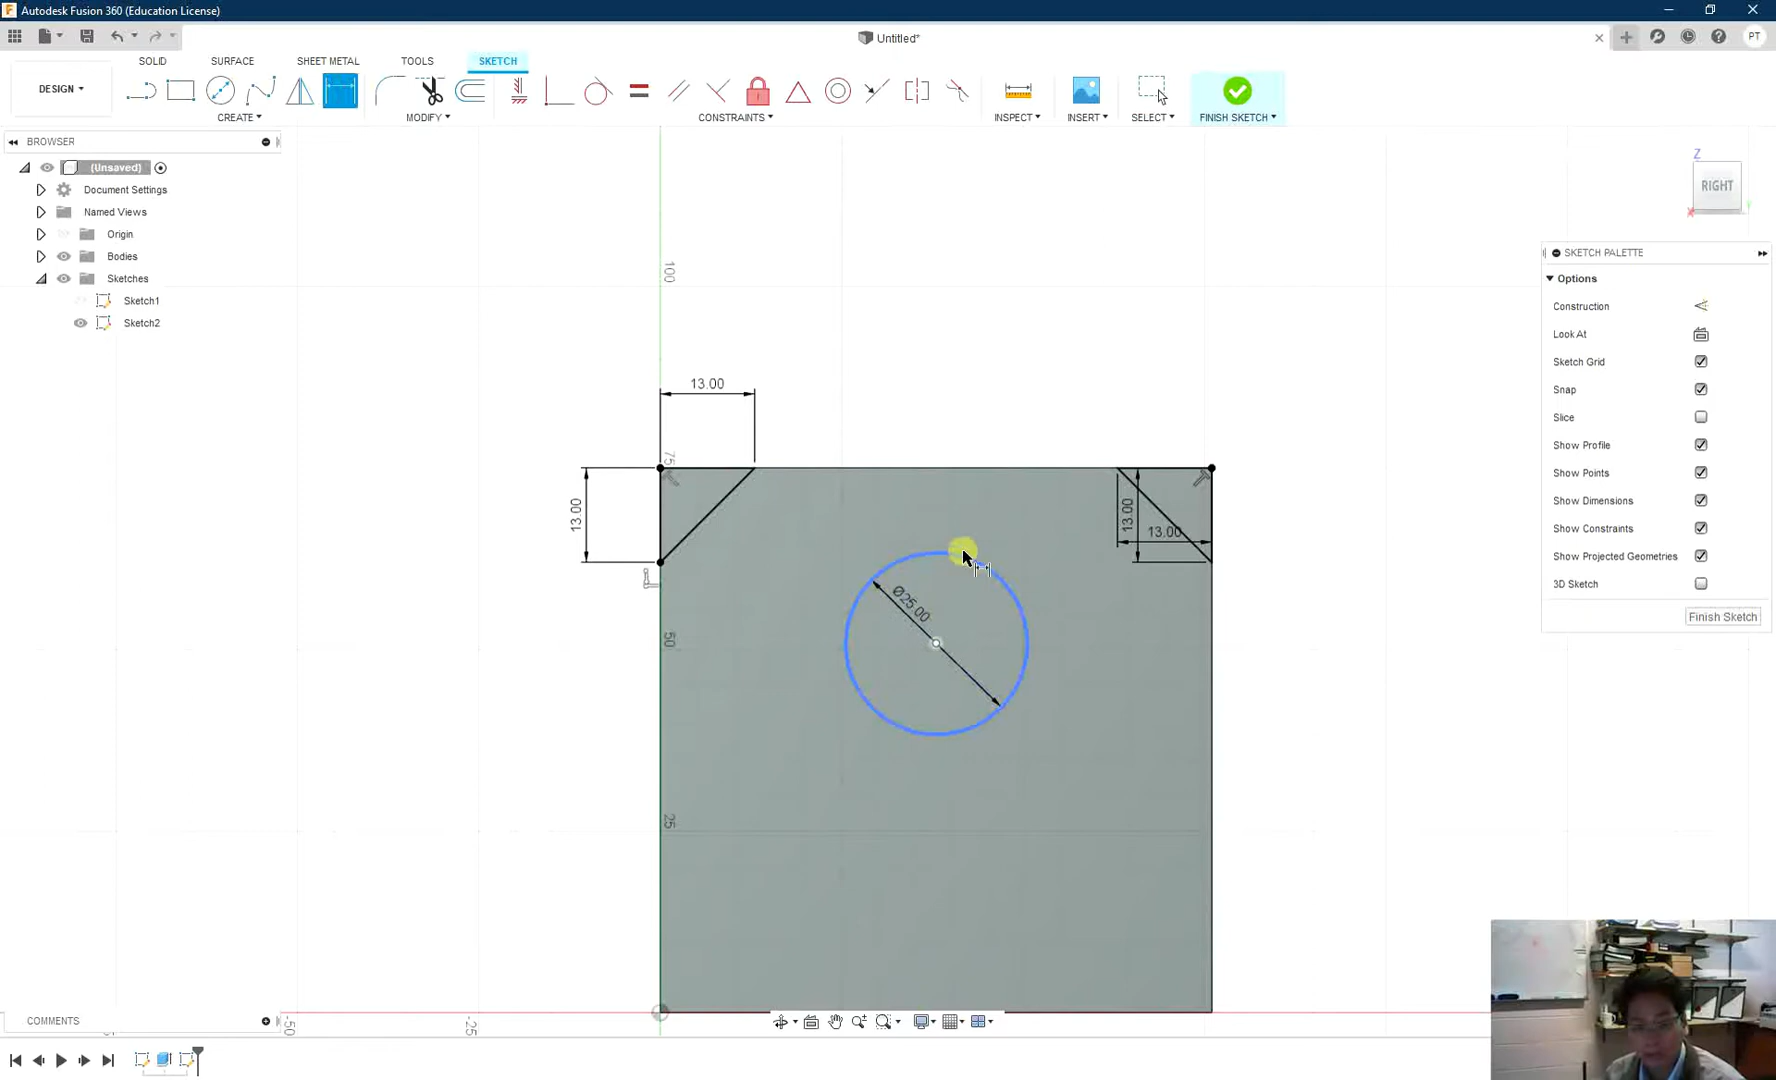 Autodesk Fusion 360 (Education License)
Untitled*
PT
SOLID SURFACE SHEET METAL TOOLS SKETCH
DESIGN
CREATE MODIFY CONSTRAINTS INSPECT INSERT SELECT FINISH SKETCH
BROWSER
(Unsaved)
Document Settings
Named Views
Origin
Bodies
Sketches
Sketch1
Sketch2
Z
RIGHT
X
SKETCH PALETTE
Options
Construction
Look At
Sketch Grid
Snap
Slice
Show Profile
Show Points
Show Dimensions
Show Constraints
Show Projected Geometries
3D Sketch
Finish Sketch
100
13.00
75
13.00
13.00
13.00
Ø25.00
50
25
-50
-25
COMMENTS